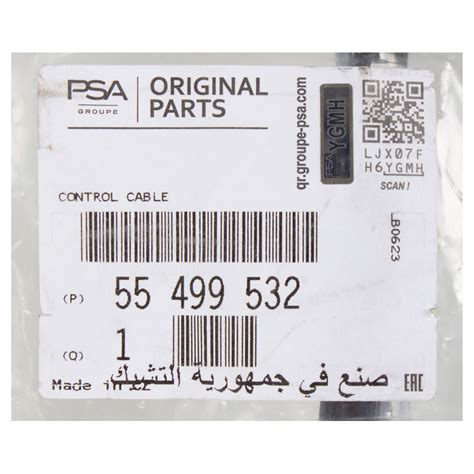 PSA
GROUPE
ORIGINAL
PARTS
qr.groupe-psa.com
PSA
YGMH
LJX07F
H6YGMH
SCAN!
CONTROL CABLE
LB0623
(P) 55 499 532
(Q) 1
صنع في جمهورية التشيك
Made in CZ
EAC